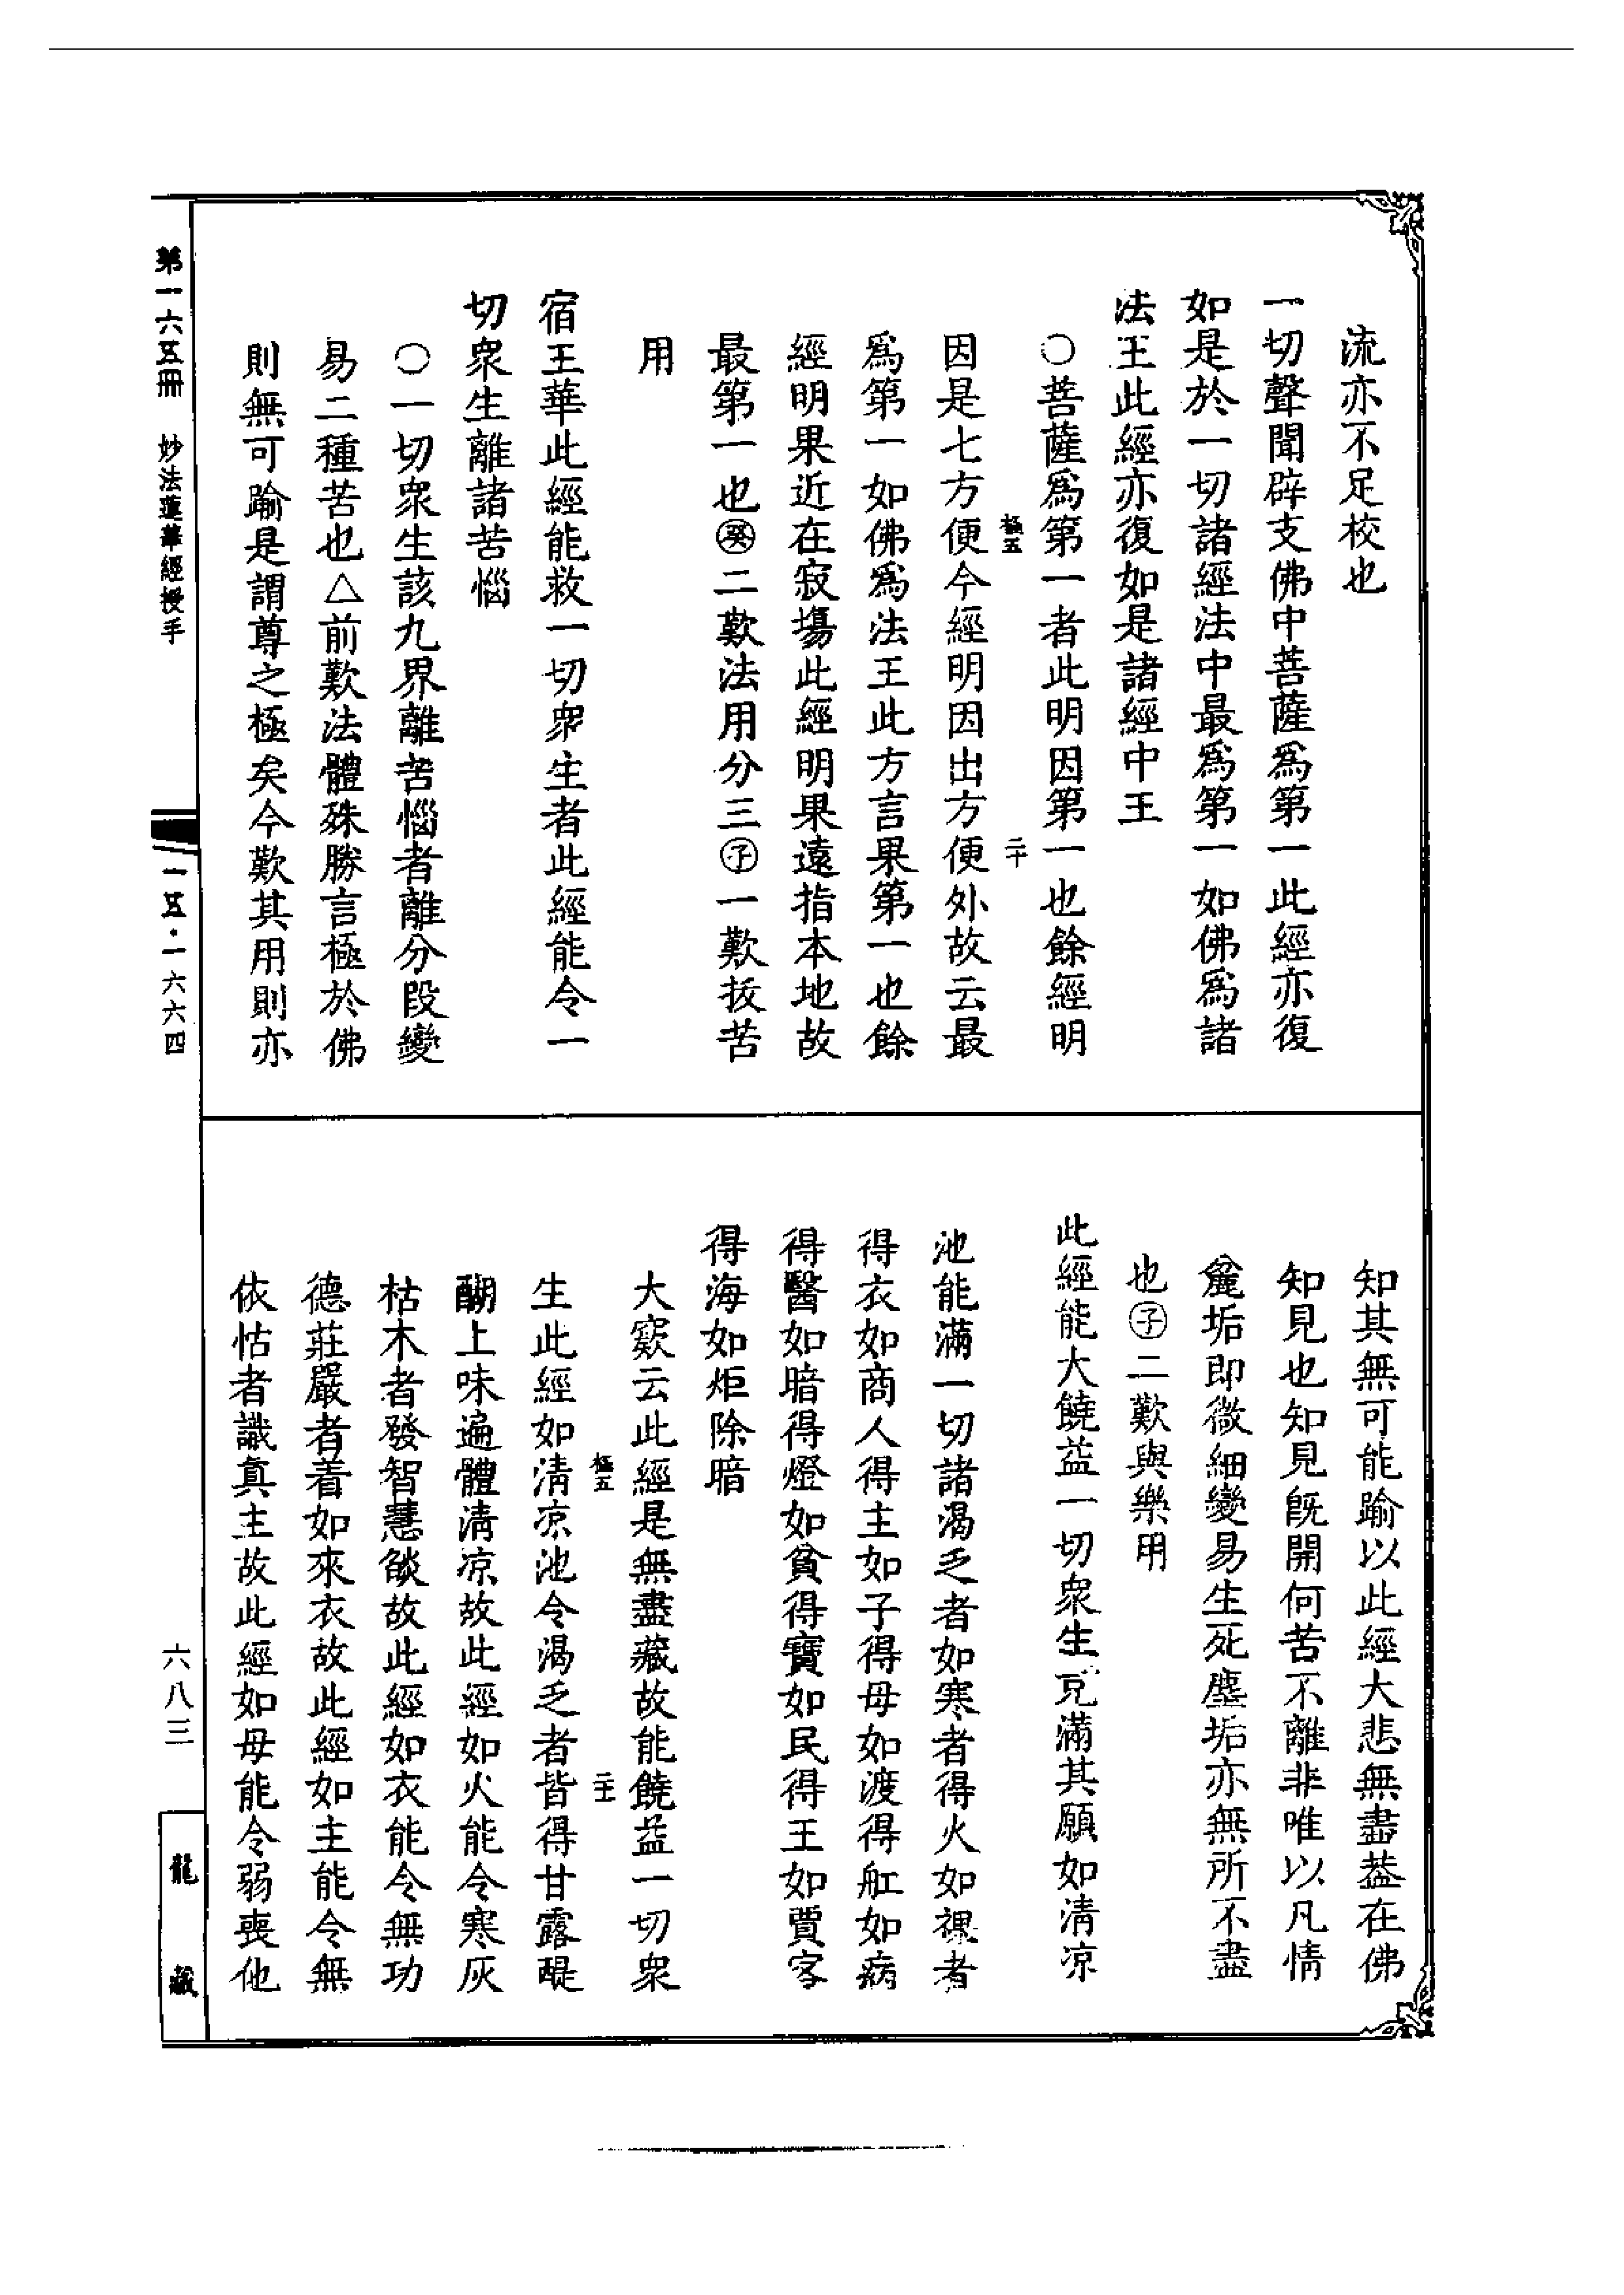 流亦不足校也
一切聲聞辟支佛中菩薩爲第一此經亦復
如是於一切諸經法中最爲第一如佛爲諸
法王此經亦復如是諸經中王
○菩薩爲第一者此明因第一也餘經明
極五
二十
因是七方便今經明因出方便外故云最
爲第一如佛爲法王此方言果第一也餘
經明果近在寂塲此經明果遠指本地故
最第一也㊛癸二歎法用分三㊛子一歎拔苦
用
宿王華此經能救一切衆生者此經能令一
切衆生離諸苦惱
○一切衆生該九界離苦惱者離分段變
易二種苦也△前歎法體殊勝言極於佛
則無可踰是謂尊之極矣今歎其用則亦
知其無可能踰以此經大悲無盡葢在佛
知見也知見旣開何苦不離非唯以凡情
麤垢即微細變易生死塵垢亦無所不盡
也子二歎與樂用
此經能大饒益一切衆生充滿其願如淸凉
池能滿一切諸渴乏者如寒者得火如裸者
得衣如商人得主如子得母如渡得舡如病
得醫如暗得燈如貧得寶如民得王如賈客
得海如炬除暗
大窾云此經是無盡藏故能饒益一切衆
極五
二十
生此經如淸凉池令渴乏者皆得甘露醍
醐上味遍體淸凉故此經如火能令寒灰
枯木者發智慧燄故此經如衣能令無功
德莊嚴者着如來衣故此經如主能令無
依怙者識真主故此經如母能令弱喪他
第一六五冊 妙法蓮華經授手
一五·一六六四
六八三
龍藏